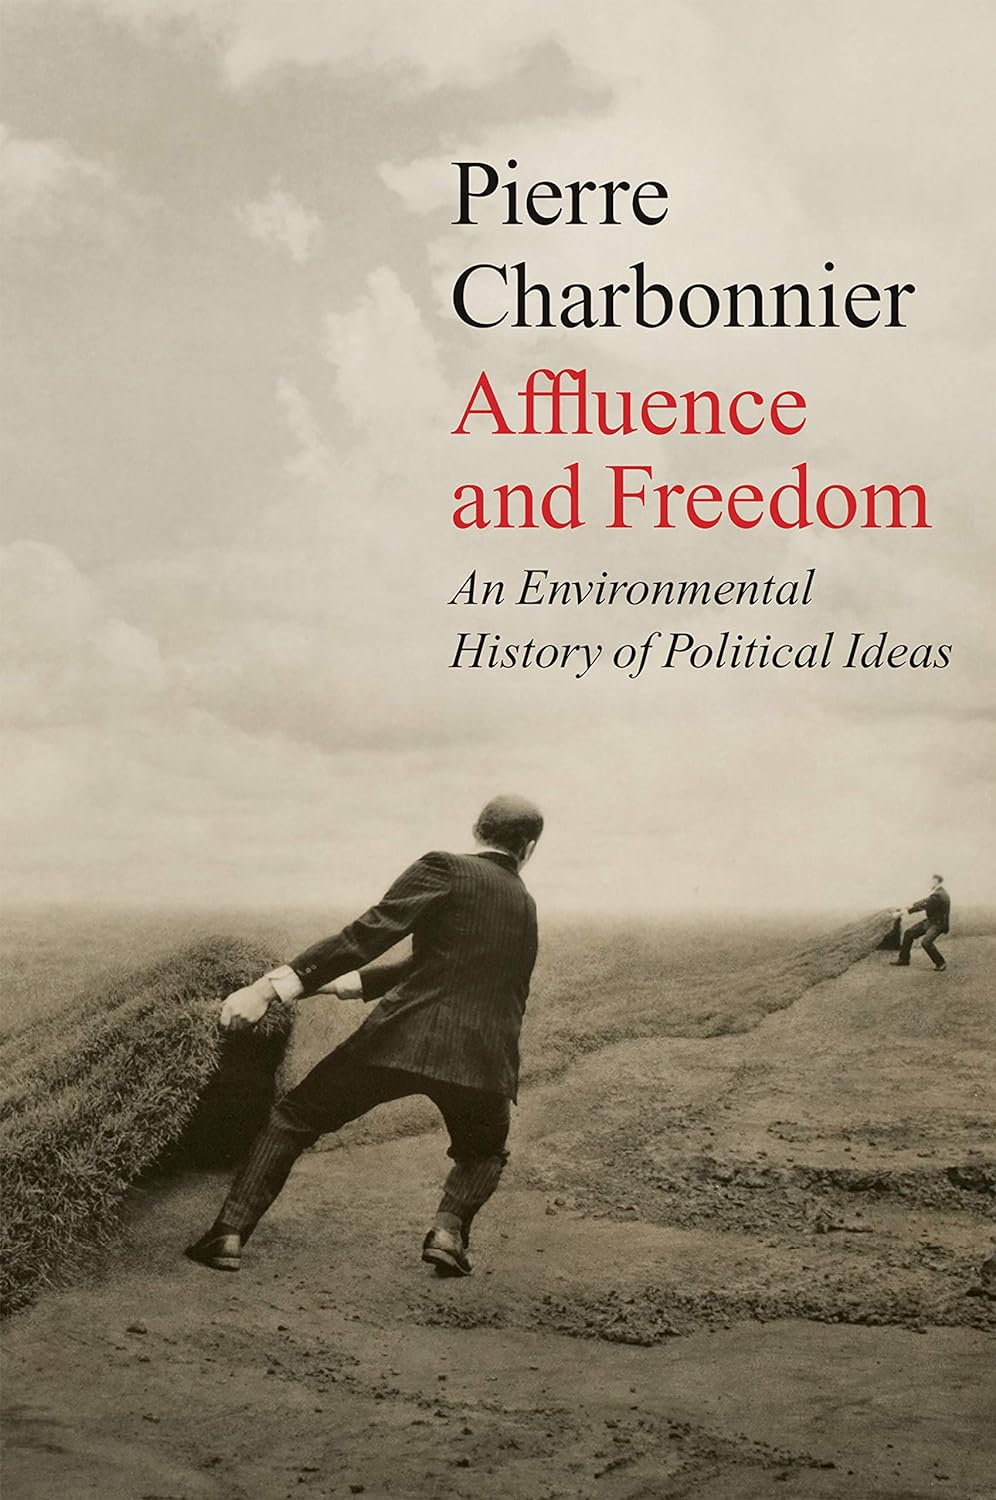 Pierre
Charbonnier
Affluence
and Freedom
An Environmental
History of Political Ideas